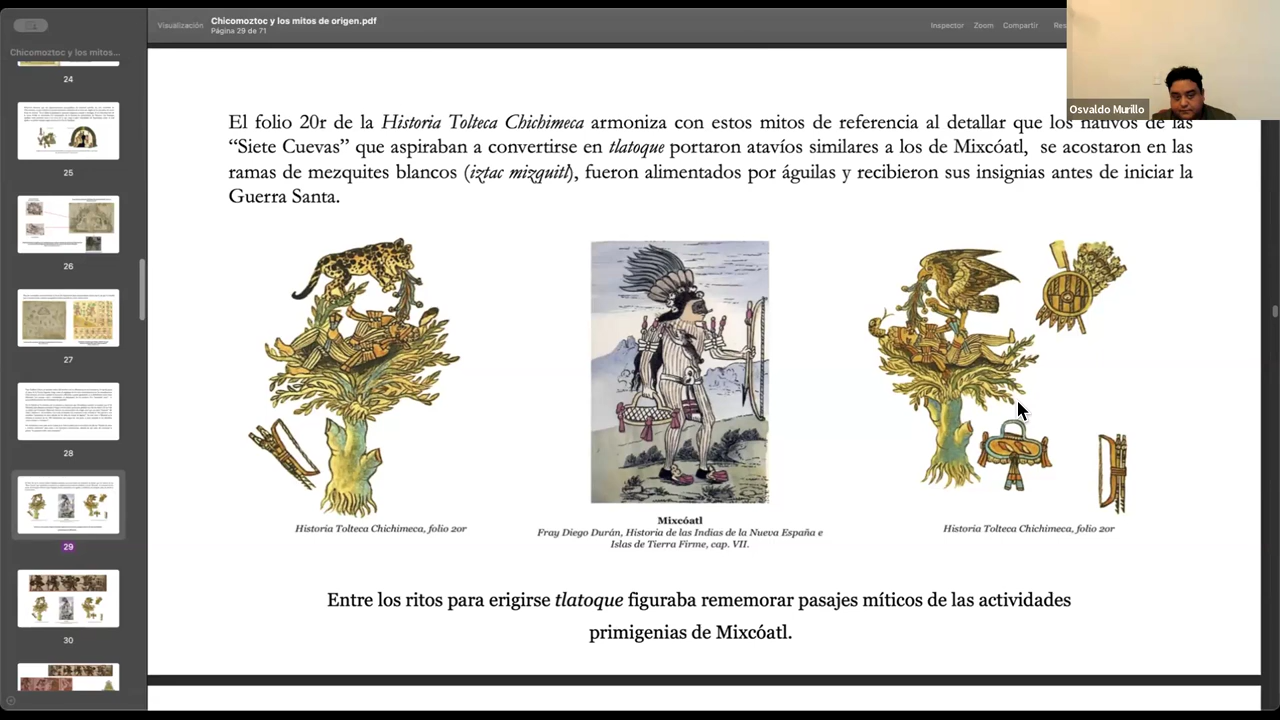 Visualización
Chicomoztoc y los mitos de origen.pdf
Página 29 de 71
Inspector
Zoom
Compartir
Chicomoztoc y los mitos...
24
25
26
27
28
29
30
Osvaldo Murillo
El folio 20r de la Historia Tolteca Chichimeca armoniza con estos mitos de referencia al detallar que los nativos de las
“Siete Cuevas” que aspiraban a convertirse en tlatoque portaron atavíos similares a los de Mixcóatl, se acostaron en las
ramas de mezquites blancos (iztac mizquitl), fueron alimentados por águilas y recibieron sus insignias antes de iniciar la
Guerra Santa.
Historia Tolteca Chichimeca, folio 20r
Mixcóatl
Fray Diego Durán, Historia de las Indias de la Nueva España e
Islas de Tierra Firme, cap. VII.
Historia Tolteca Chichimeca, folio 20r
Entre los ritos para erigirse tlatoque figuraba rememorar pasajes míticos de las actividades
primigenias de Mixcóatl.